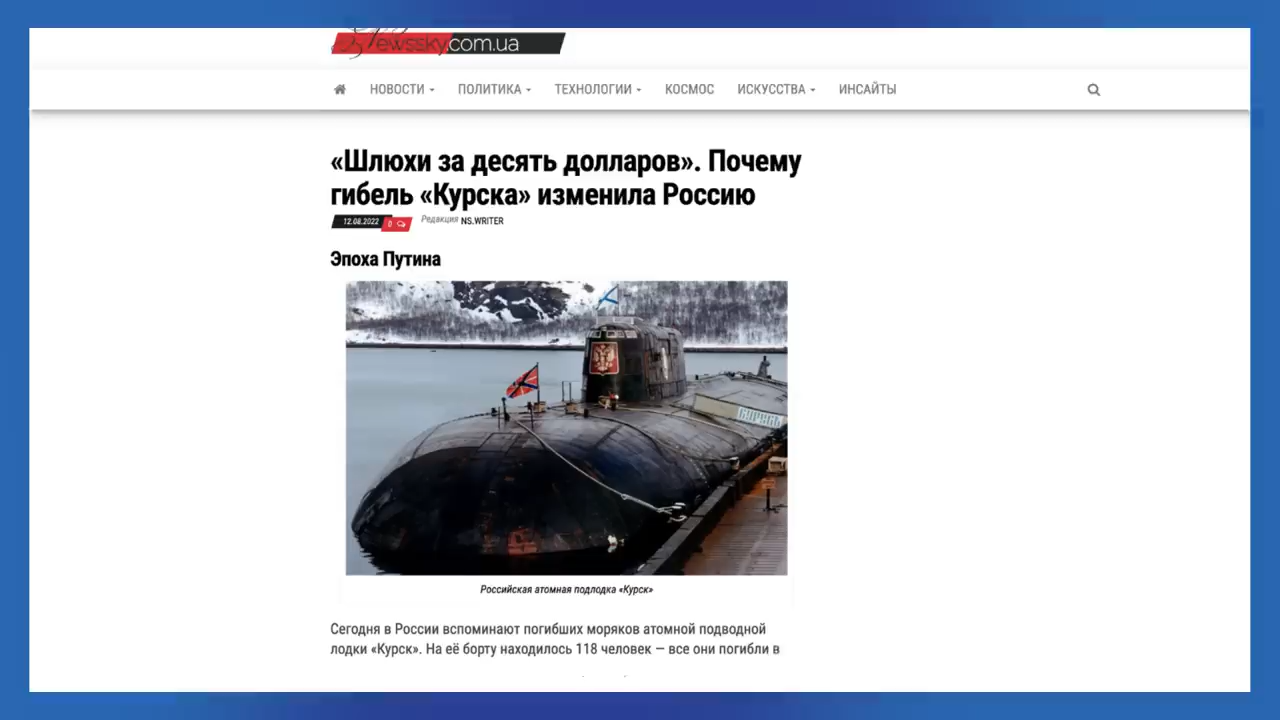 ewssky.com.ua
НОВОСТИ ПОЛИТИКА ТЕХНОЛОГИИ КОСМОС ИСКУССТВА ИНСАЙТЫ
«Шлюхи за десять долларов». Почему
гибель «Курска» изменила Россию
12.08.2022 0 Редакция NS.WRITER
Эпоха Путина
Российская атомная подлодка «Курск»
Сегодня в России вспоминают погибших моряков атомной подводной
лодки «Курск». На её борту находилось 118 человек — все они погибли в